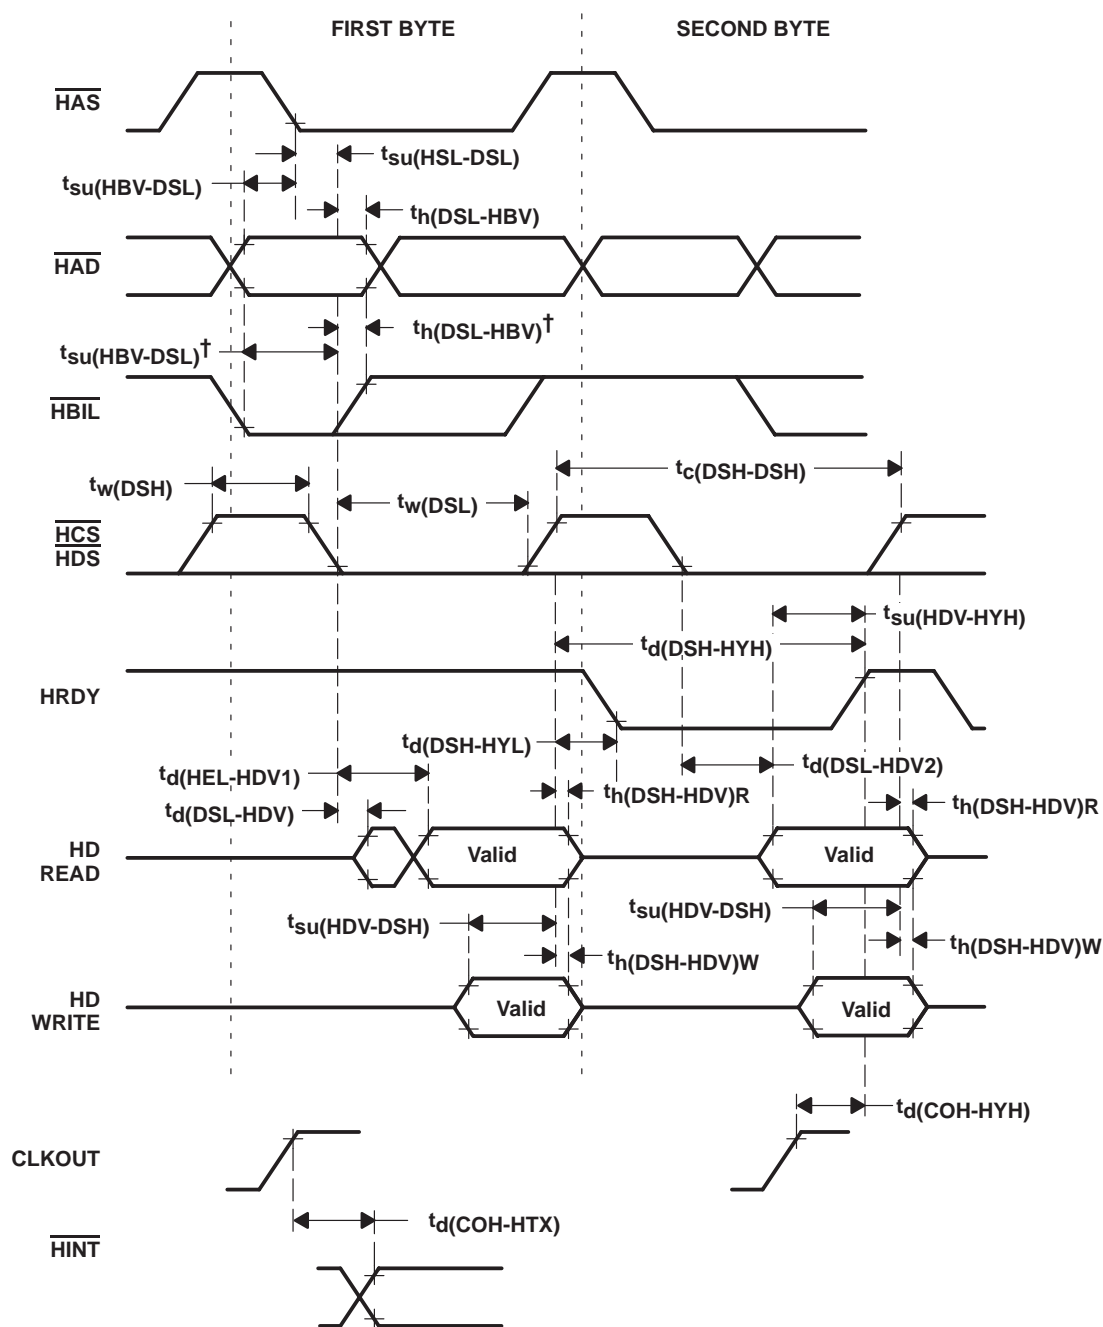 FIRST BYTE
SECOND BYTE
HAS
tsu(HSL-DSL)
tsu(HBV-DSL)
th(DSL-HBV)
HAD
th(DSL-HBV)†
tsu(HBV-DSL)†
HBIL
tc(DSH-DSH)
tw(DSH)
tw(DSL)
HCS
HDS
tsu(HDV-HYH)
td(DSH-HYH)
HRDY
td(DSH-HYL)
td(HEL-HDV1)
td(DSL-HDV2)
th(DSH-HDV)R
th(DSH-HDV)R
td(DSL-HDV)
HD
READ
Valid
Valid
tsu(HDV-DSH)
tsu(HDV-DSH)
th(DSH-HDV)W
th(DSH-HDV)W
HD
WRITE
Valid
Valid
td(COH-HYH)
CLKOUT
td(COH-HTX)
HINT